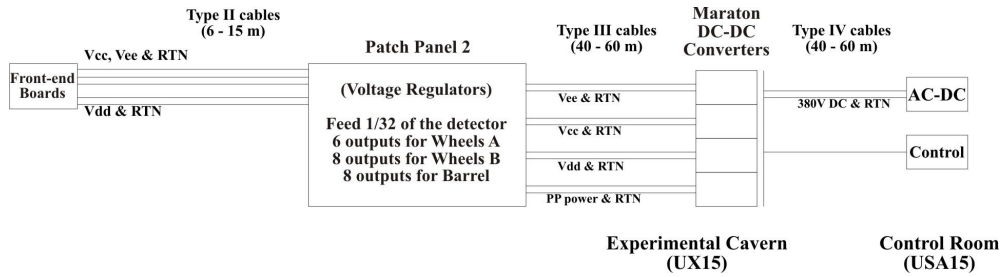 Type II cables
(6 - 15 m)
Patch Panel 2
Type III cables
(40 - 60 m)
Maraton
DC-DC
Converters
Type IV cables
(40 - 60 m)
Vcc, Vee & RTN
Front-end
Boards
Vdd & RTN
(Voltage Regulators)
Feed 1/32 of the detector
6 outputs for Wheels A
8 outputs for Wheels B
8 outputs for Barrel
Vee & RTN
Vcc & RTN
Vdd & RTN
PP power & RTN
380V DC & RTN
AC-DC
Control
Experimental Cavern
(UX15)
Control Room
(USA15)